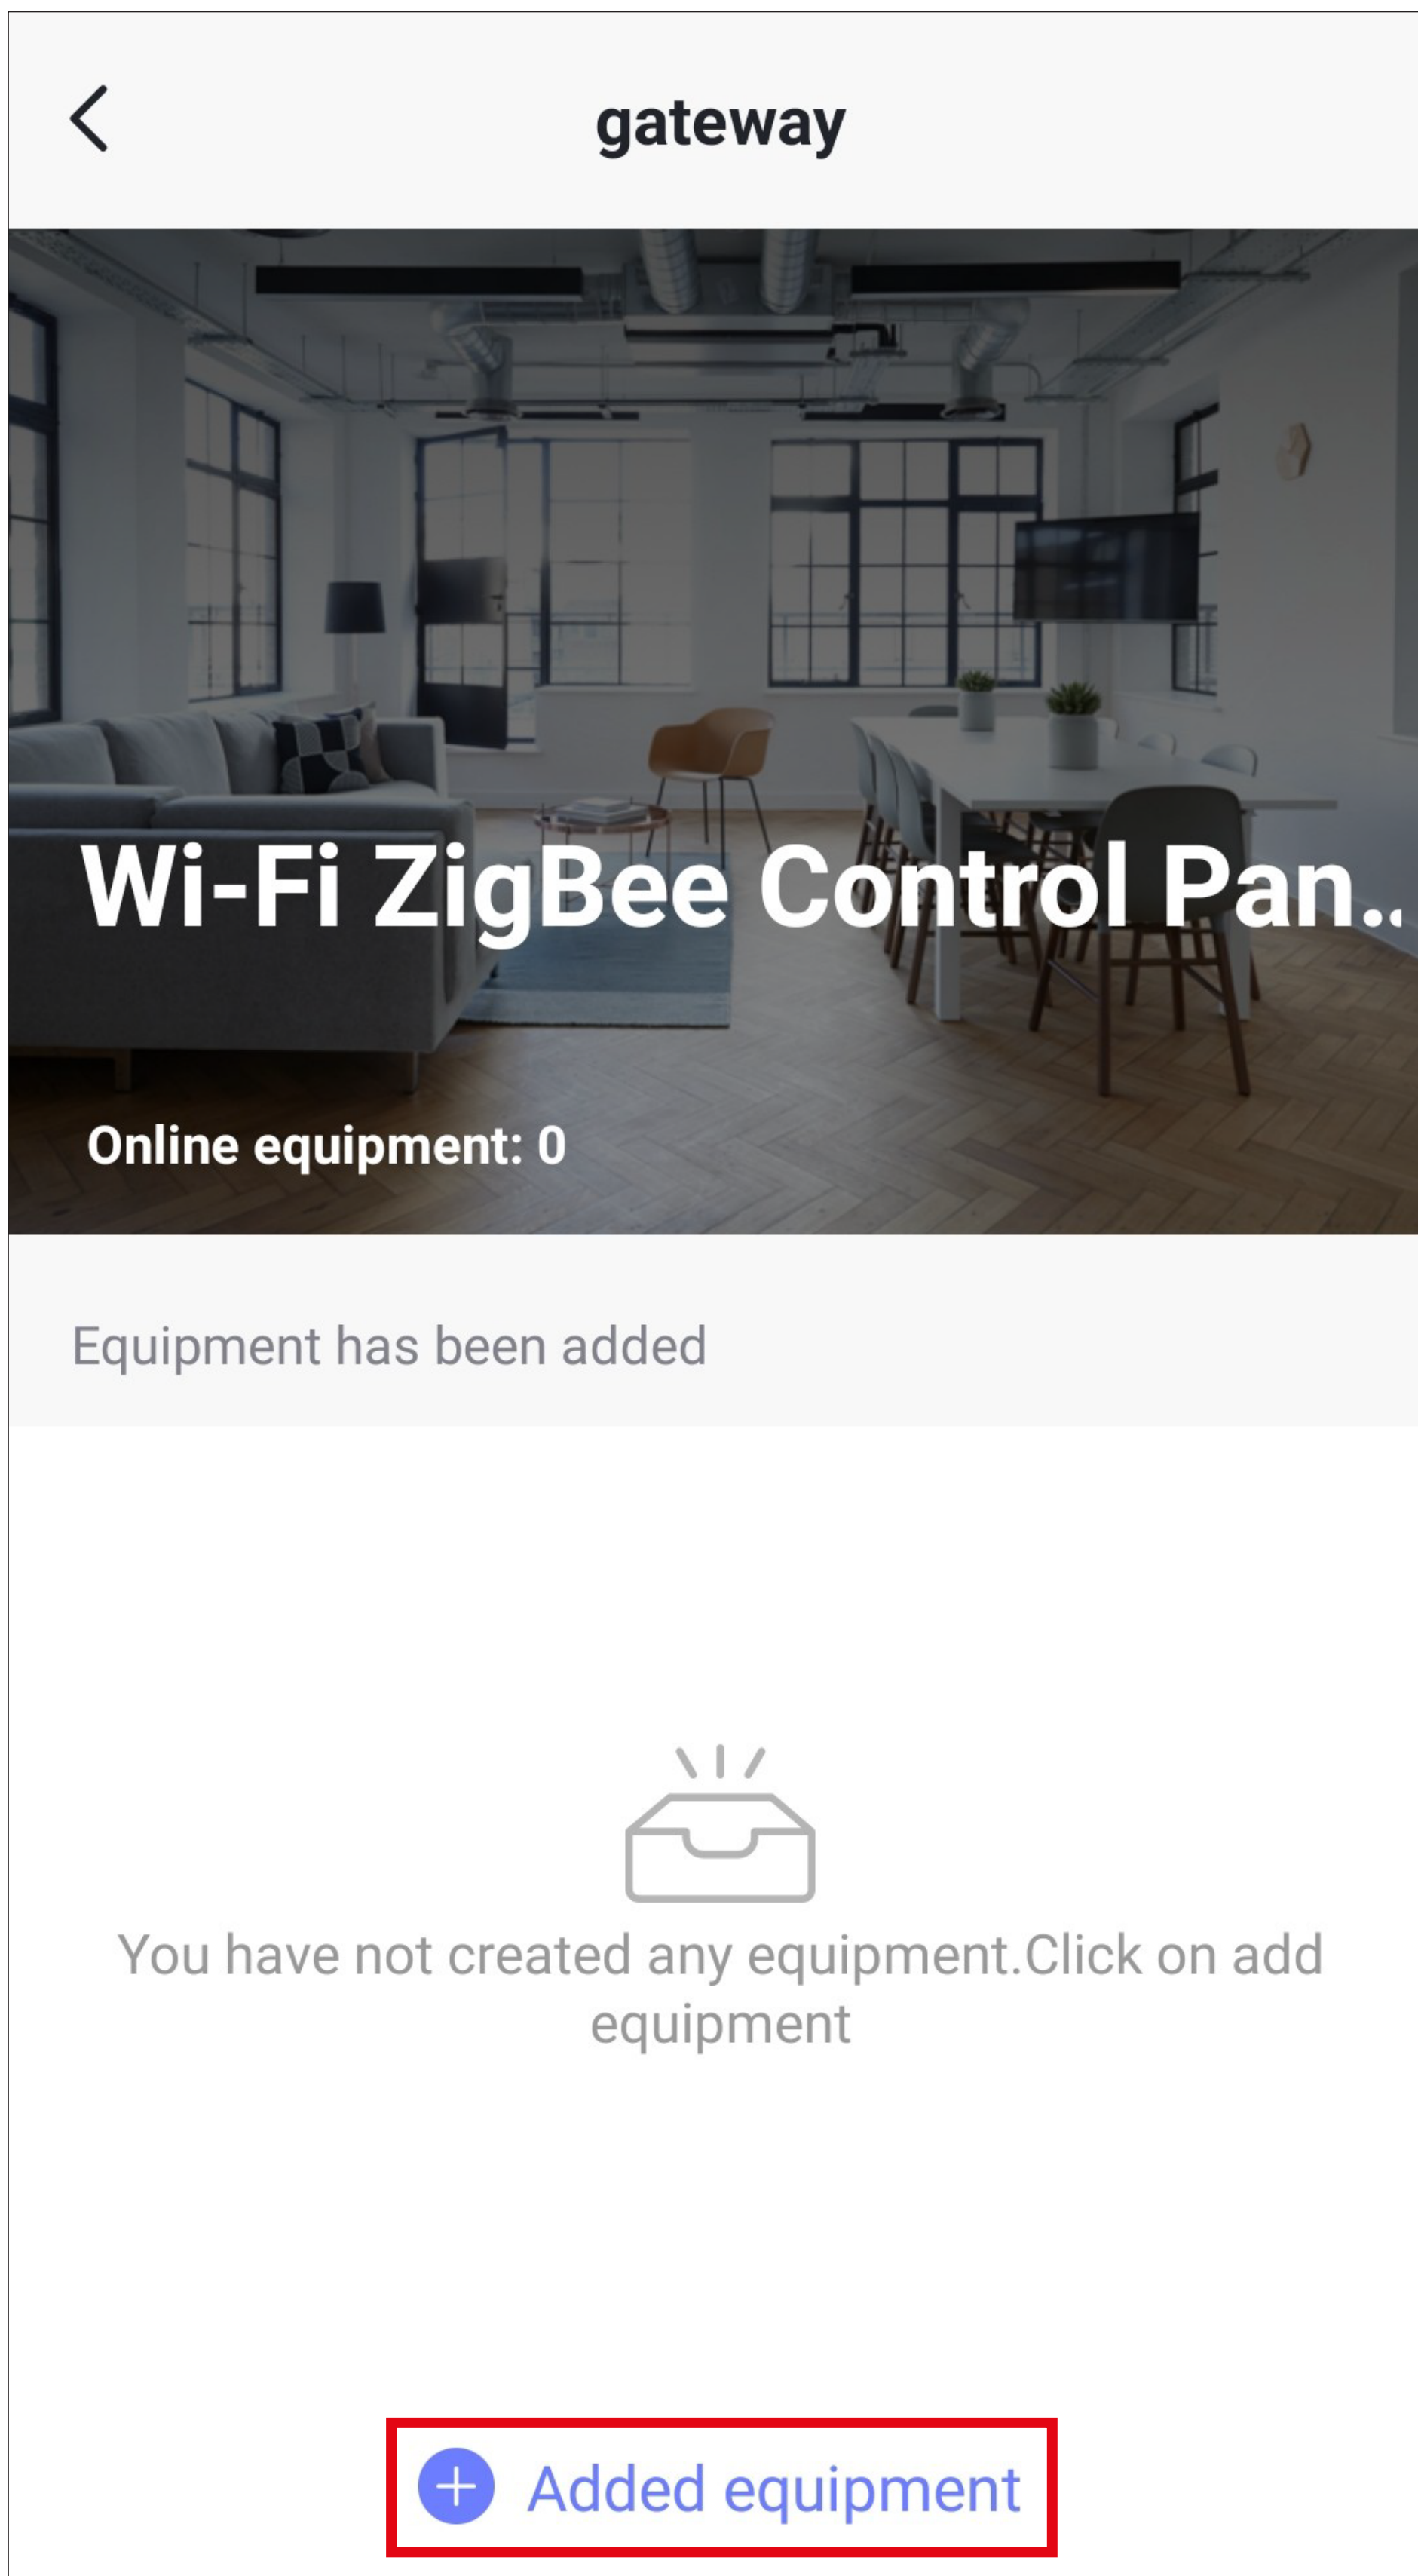 gateway
Wi-Fi ZigBee Control Pan..
Online equipment: 0
Equipment has been added
You have not created any equipment.Click on add
equipment
Added equipment